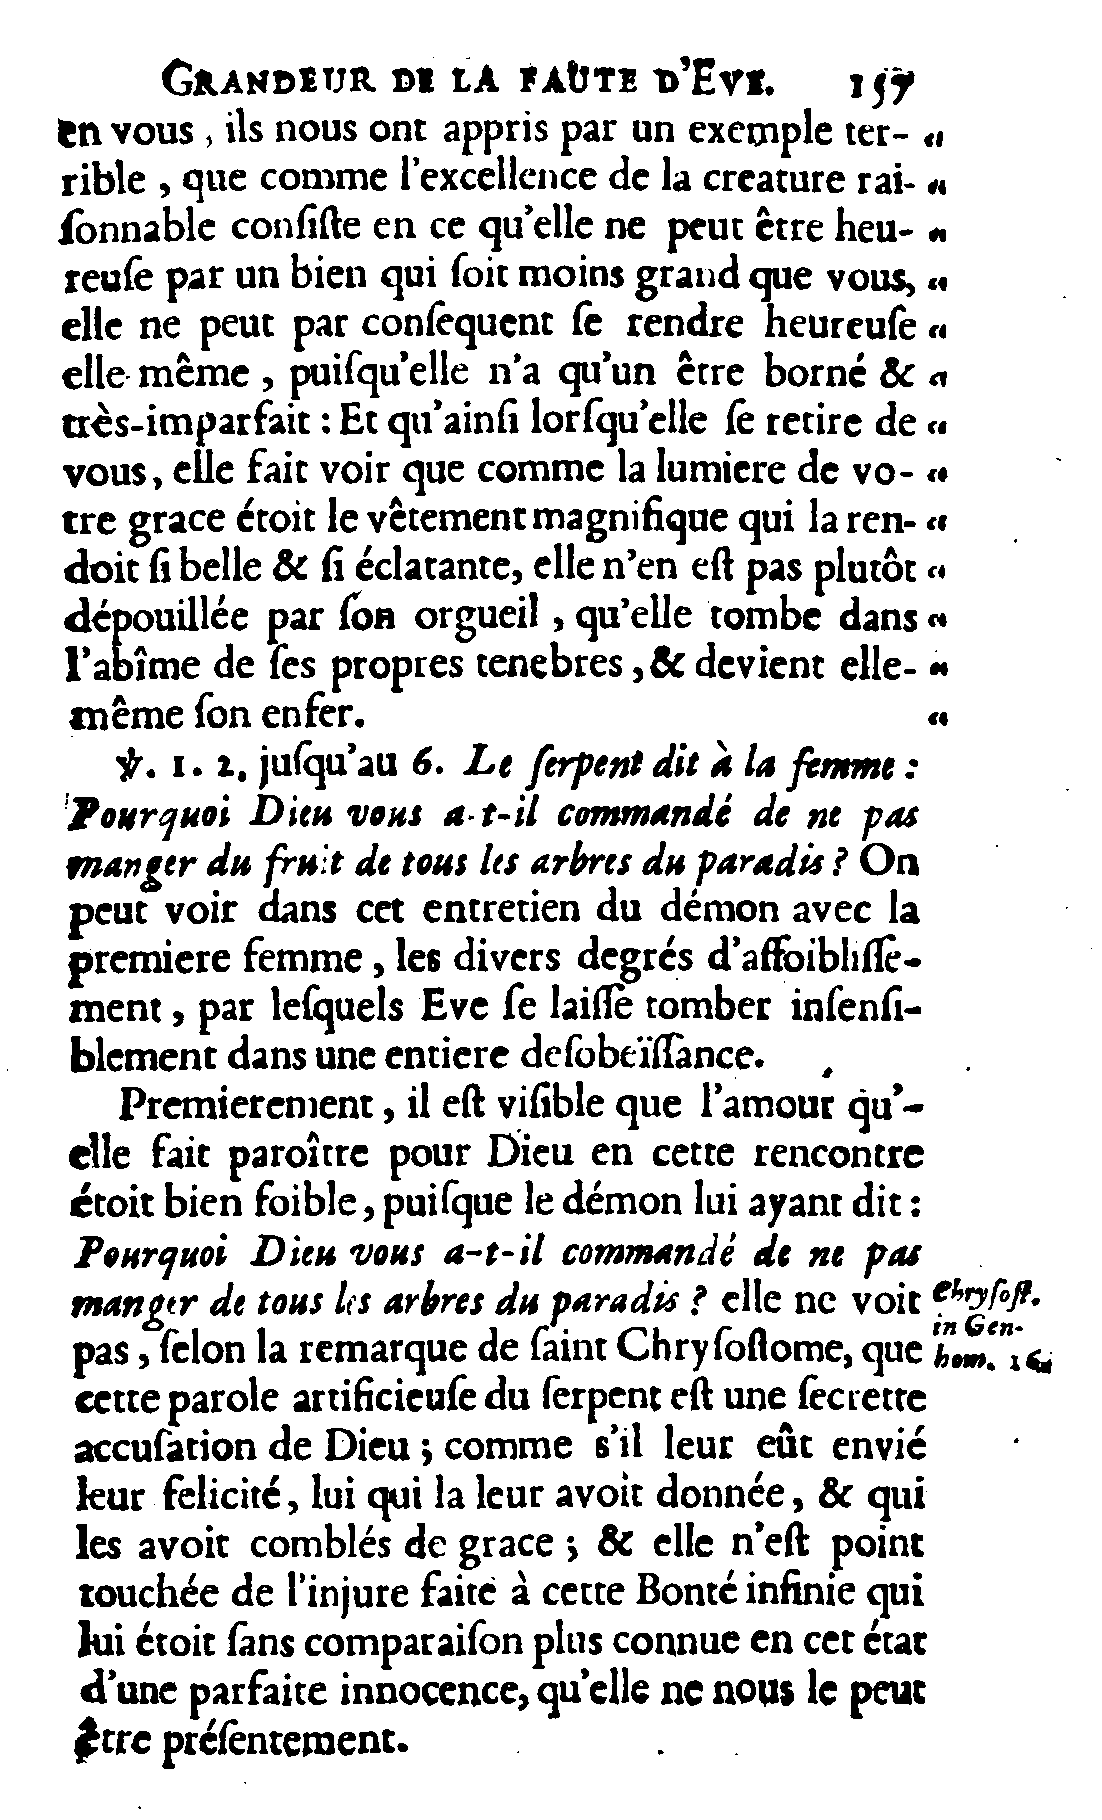 GRANDEUR DE LA FAUTE D'EVE. 157
en vous, ils nous ont appris par un exemple ter- “
rible, que comme l'excellence de la creature rai- “
ſonnable conſiſte en ce qu'elle ne peut être heu- “
reuſe par un bien qui ſoit moins grand que vous, “
elle ne peut par conſequent ſe rendre heureuſe “
elle-même, puiſqu'elle n'a qu'un être borné & “
très-imparfait : Et qu'ainſi lorſqu'elle ſe retire de “
vous, elle fait voir que comme la lumiere de vo- “
tre grace étoit le vêtement magnifique qui la ren- “
doit ſi belle & ſi éclatante, elle n'en eſt pas plutôt “
dépouillée par ſon orgueil, qu'elle tombe dans “
l'abîme de ſes propres tenebres, & devient elle- “
même ſon enfer. “
℣. 1. 2. juſqu'au 6. Le ſerpent dit à la femme :
Pourquoi Dieu vous a-t-il commandé de ne pas
manger du fruit de tous les arbres du paradis ? On
peut voir dans cet entretien du démon avec la
premiere femme, les divers degrés d'affoibliſſe-
ment, par leſquels Eve ſe laiſſe tomber inſenſi-
blement dans une entiere deſobeïſſance.
Premierement, il eſt viſible que l'amour qu'-
elle fait paroître pour Dieu en cette rencontre
étoit bien foible, puiſque le démon lui ayant dit :
Pourquoi Dieu vous a-t-il commandé de ne pas
manger de tous les arbres du paradis ? elle ne voit
pas, ſelon la remarque de ſaint Chryſoſtome, que
cette parole artificieuſe du ſerpent eſt une ſecrette
accuſation de Dieu ; comme s'il leur eût envié
leur felicité, lui qui la leur avoit donnée, & qui
les avoit comblés de grace ; & elle n'eſt point
touchée de l'injure faite à cette Bonté infinie qui
lui étoit ſans comparaiſon plus connue en cet état
d'une parfaite innocence, qu'elle ne nous le peut
être préſentement.
Chryſoſt.
in Gen-
hom. 16.